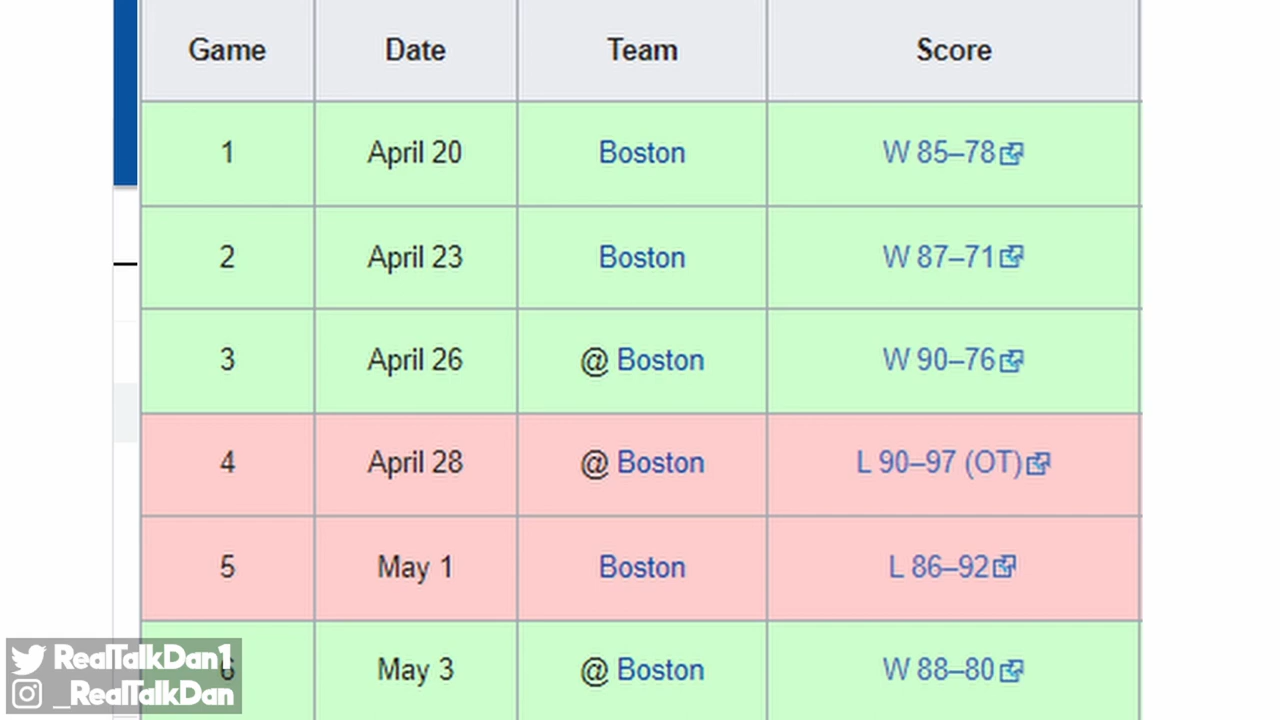 Game Date Team Score
1 April 20 Boston W 85–78
2 April 23 Boston W 87–71
3 April 26 @ Boston W 90–76
4 April 28 @ Boston L 90–97 (OT)
5 May 1 Boston L 86–92
6 May 3 @ Boston W 88–80
RealTalkDan1
_RealTalkDan